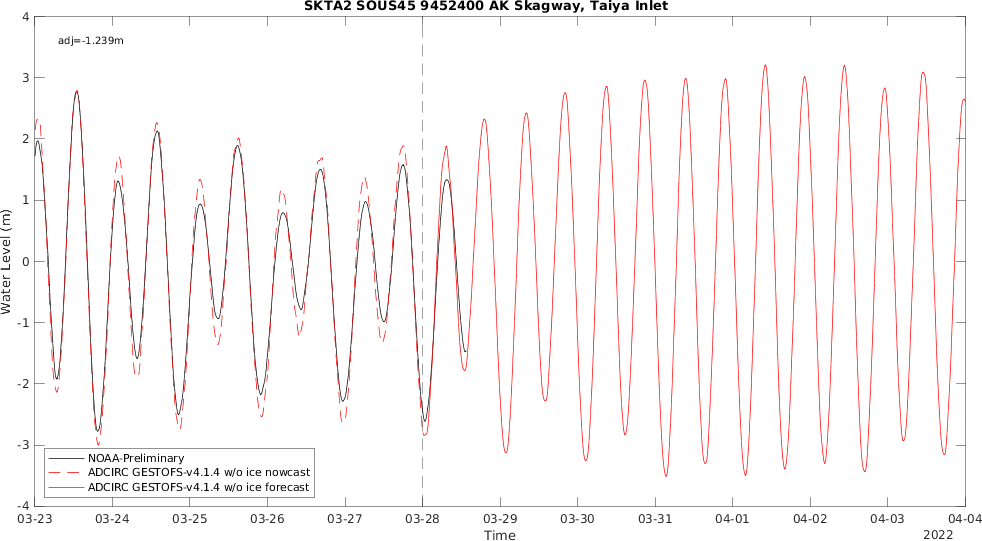 SKTA2 SOUS45 9452400 AK Skagway, Taiya Inlet
adj=-1.239m
Water Level (m)
4
3
2
1
0
-1
-2
-3
-4
NOAA-Preliminary
ADCIRC GESTOFS-v4.1.4 w/o ice nowcast
ADCIRC GESTOFS-v4.1.4 w/o ice forecast
03-23 03-24 03-25 03-26 03-27 03-28 03-29 03-30 03-31 04-01 04-02 04-03 04-04
Time
2022